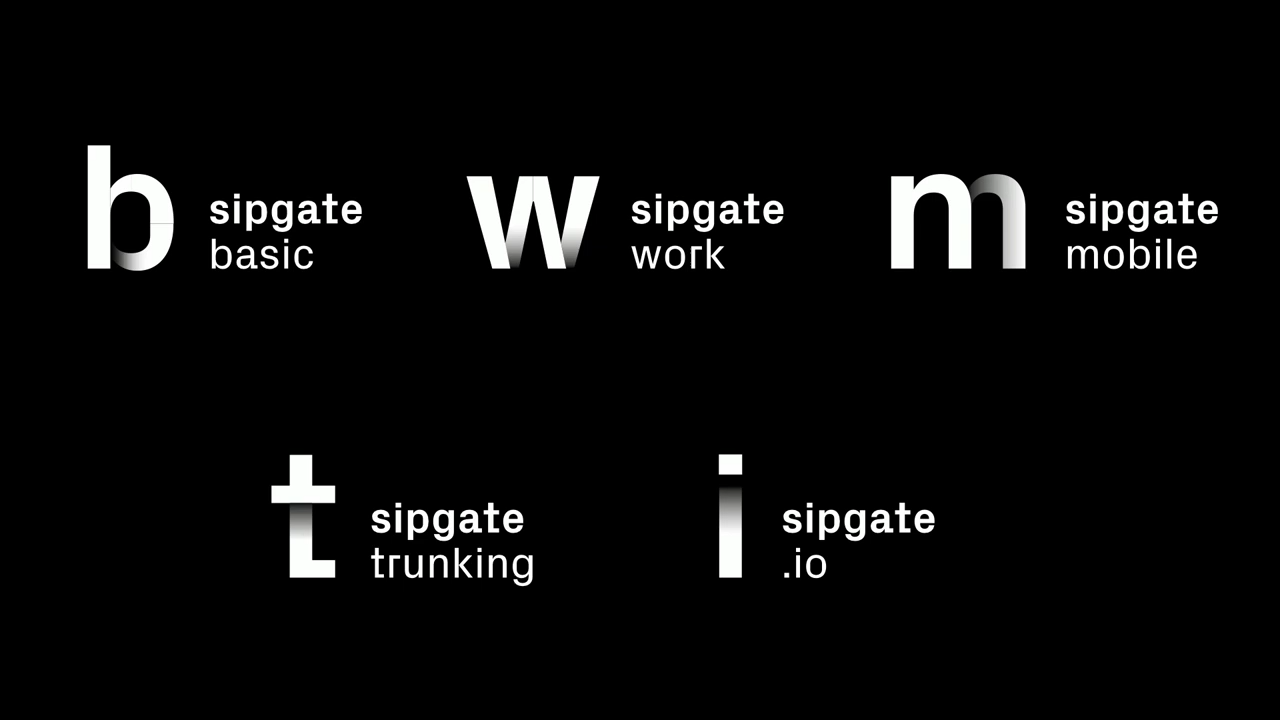 b
sipgate
basic
w
sipgate
work
m
sipgate
mobile
t
sipgate
trunking
i
sipgate
.io